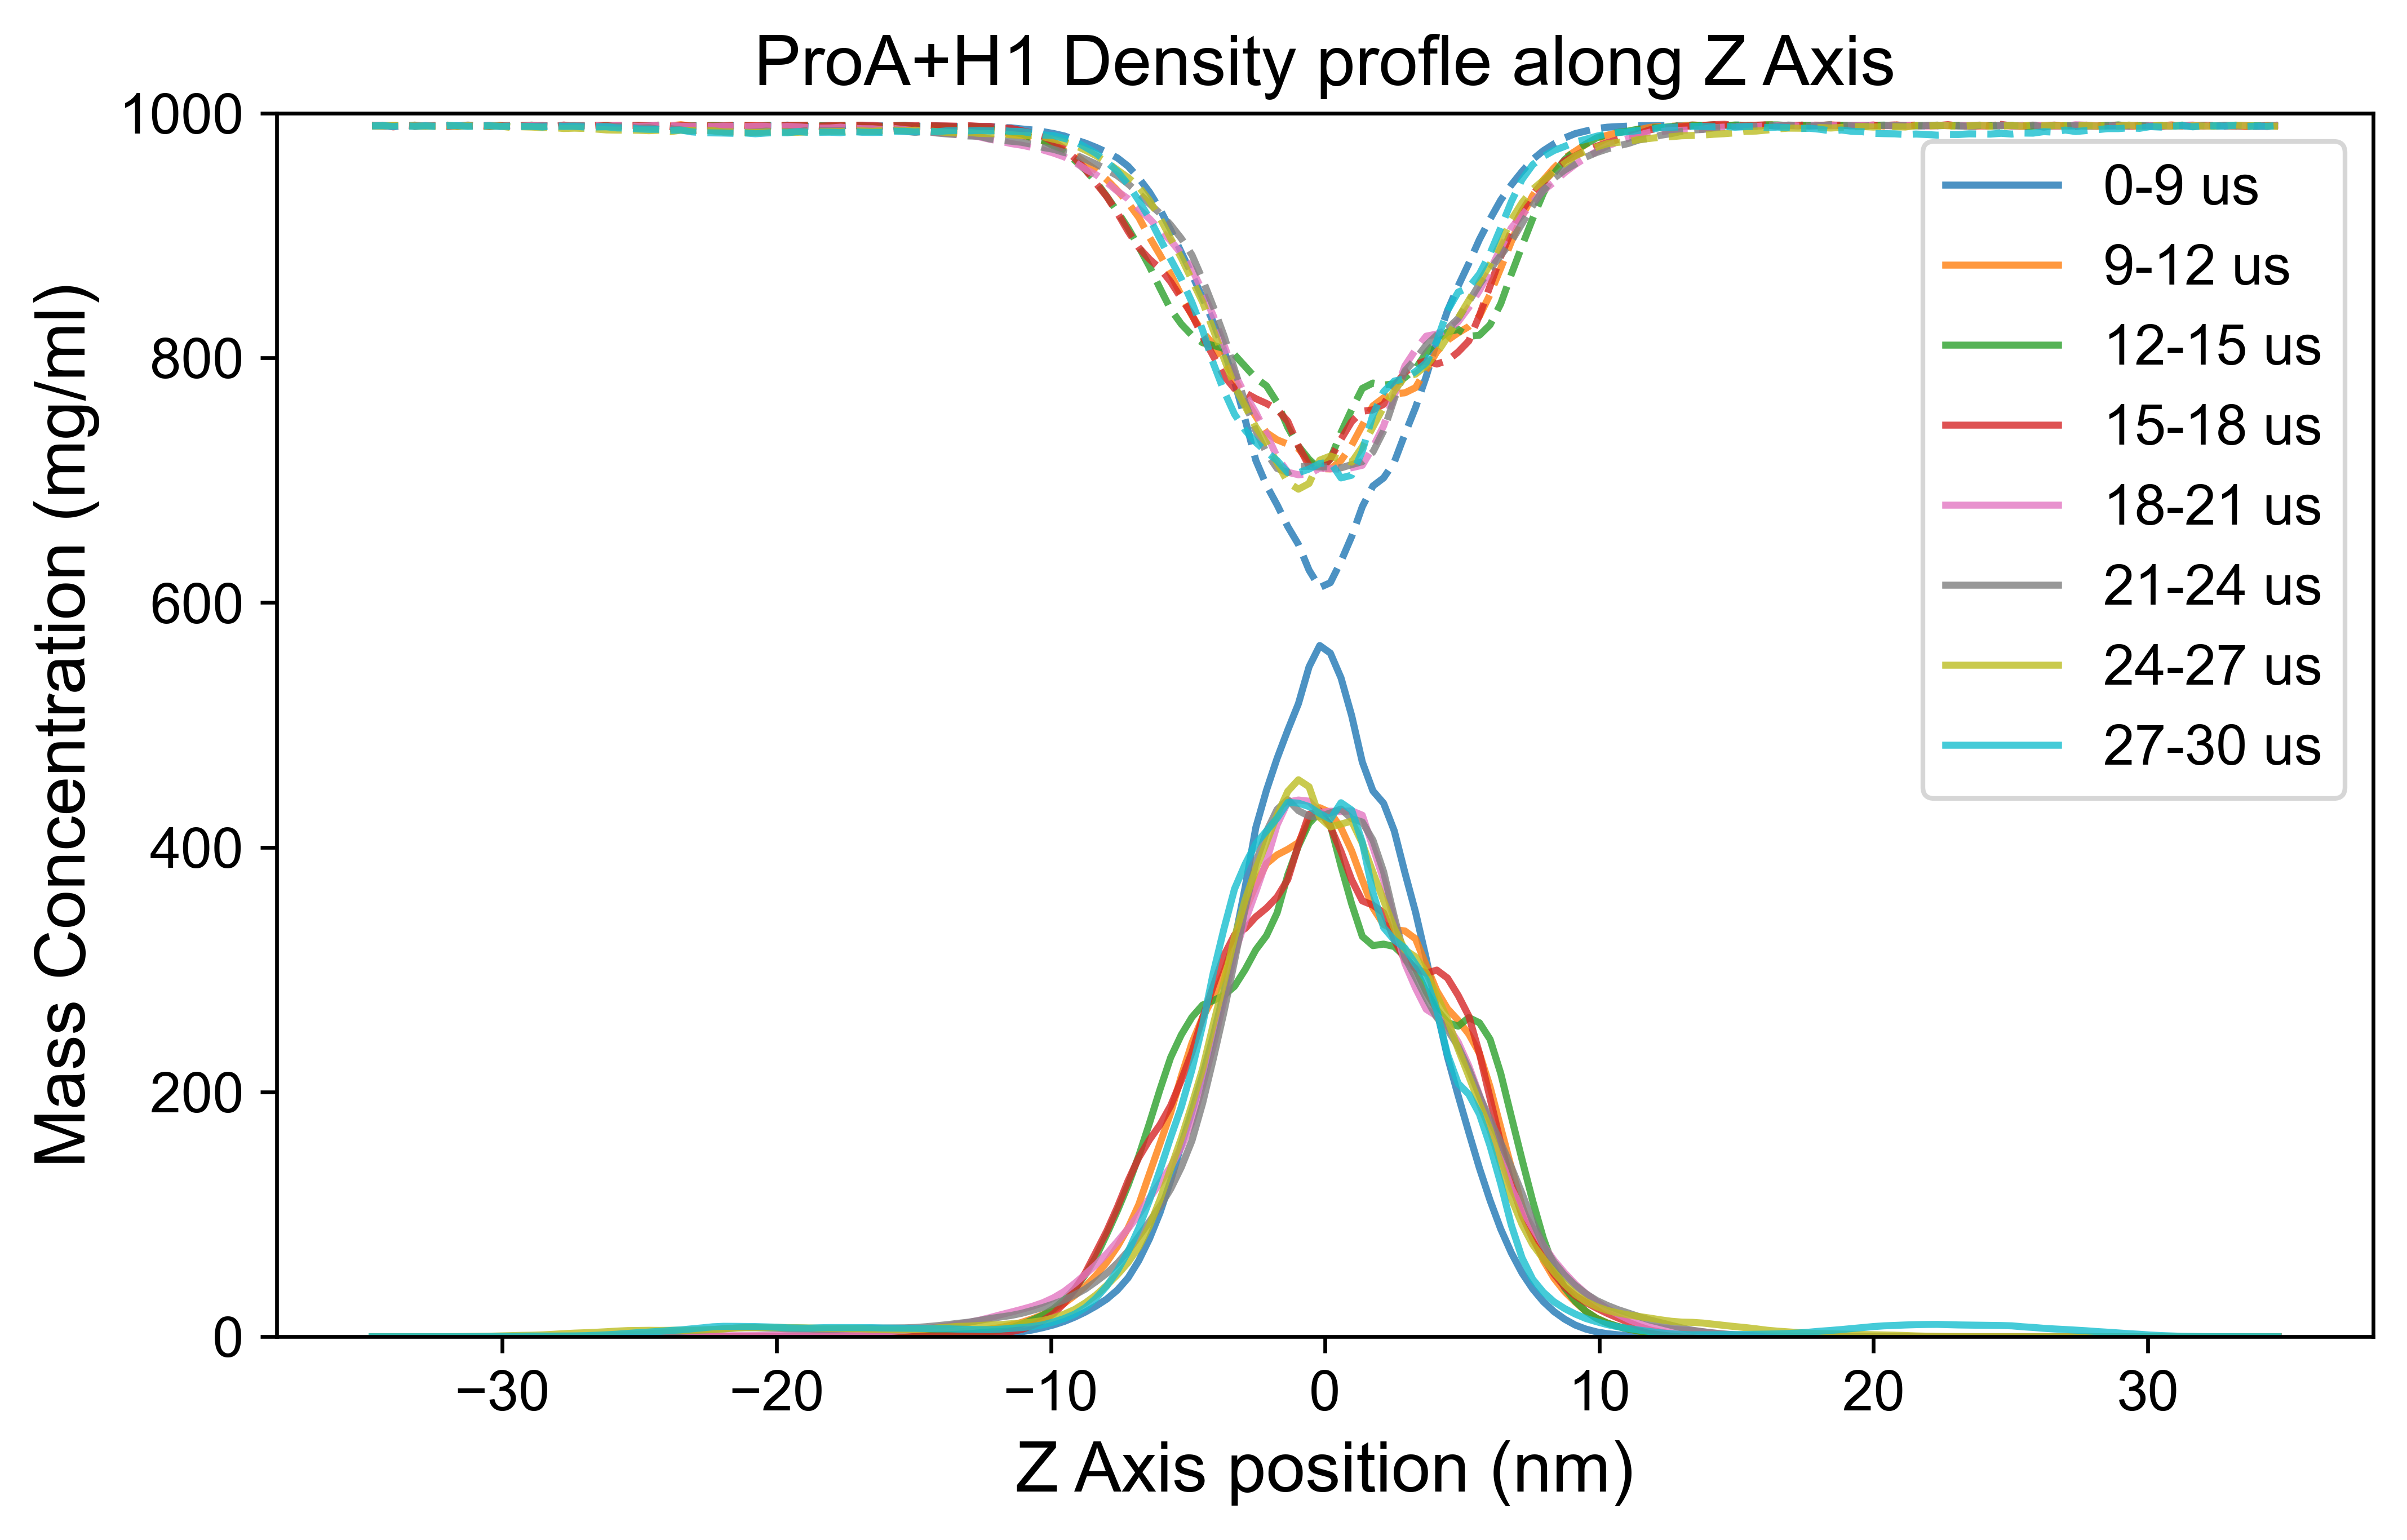 ProA+H1 Density profle along Z Axis
Mass Concentration (mg/ml)
1000
800
600
400
200
0
−30 −20 −10 0 10 20 30
Z Axis position (nm)
0-9 us
9-12 us
12-15 us
15-18 us
18-21 us
21-24 us
24-27 us
27-30 us